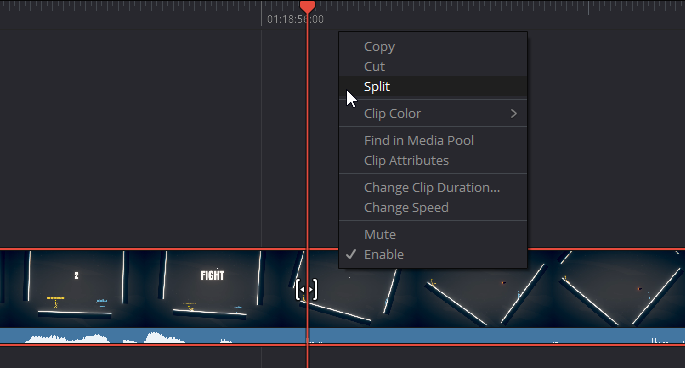 01:18:56:00
Copy
Cut
Split
Clip Color
Find in Media Pool
Clip Attributes
Change Clip Duration...
Change Speed
Mute
Enable
2
FIGHT